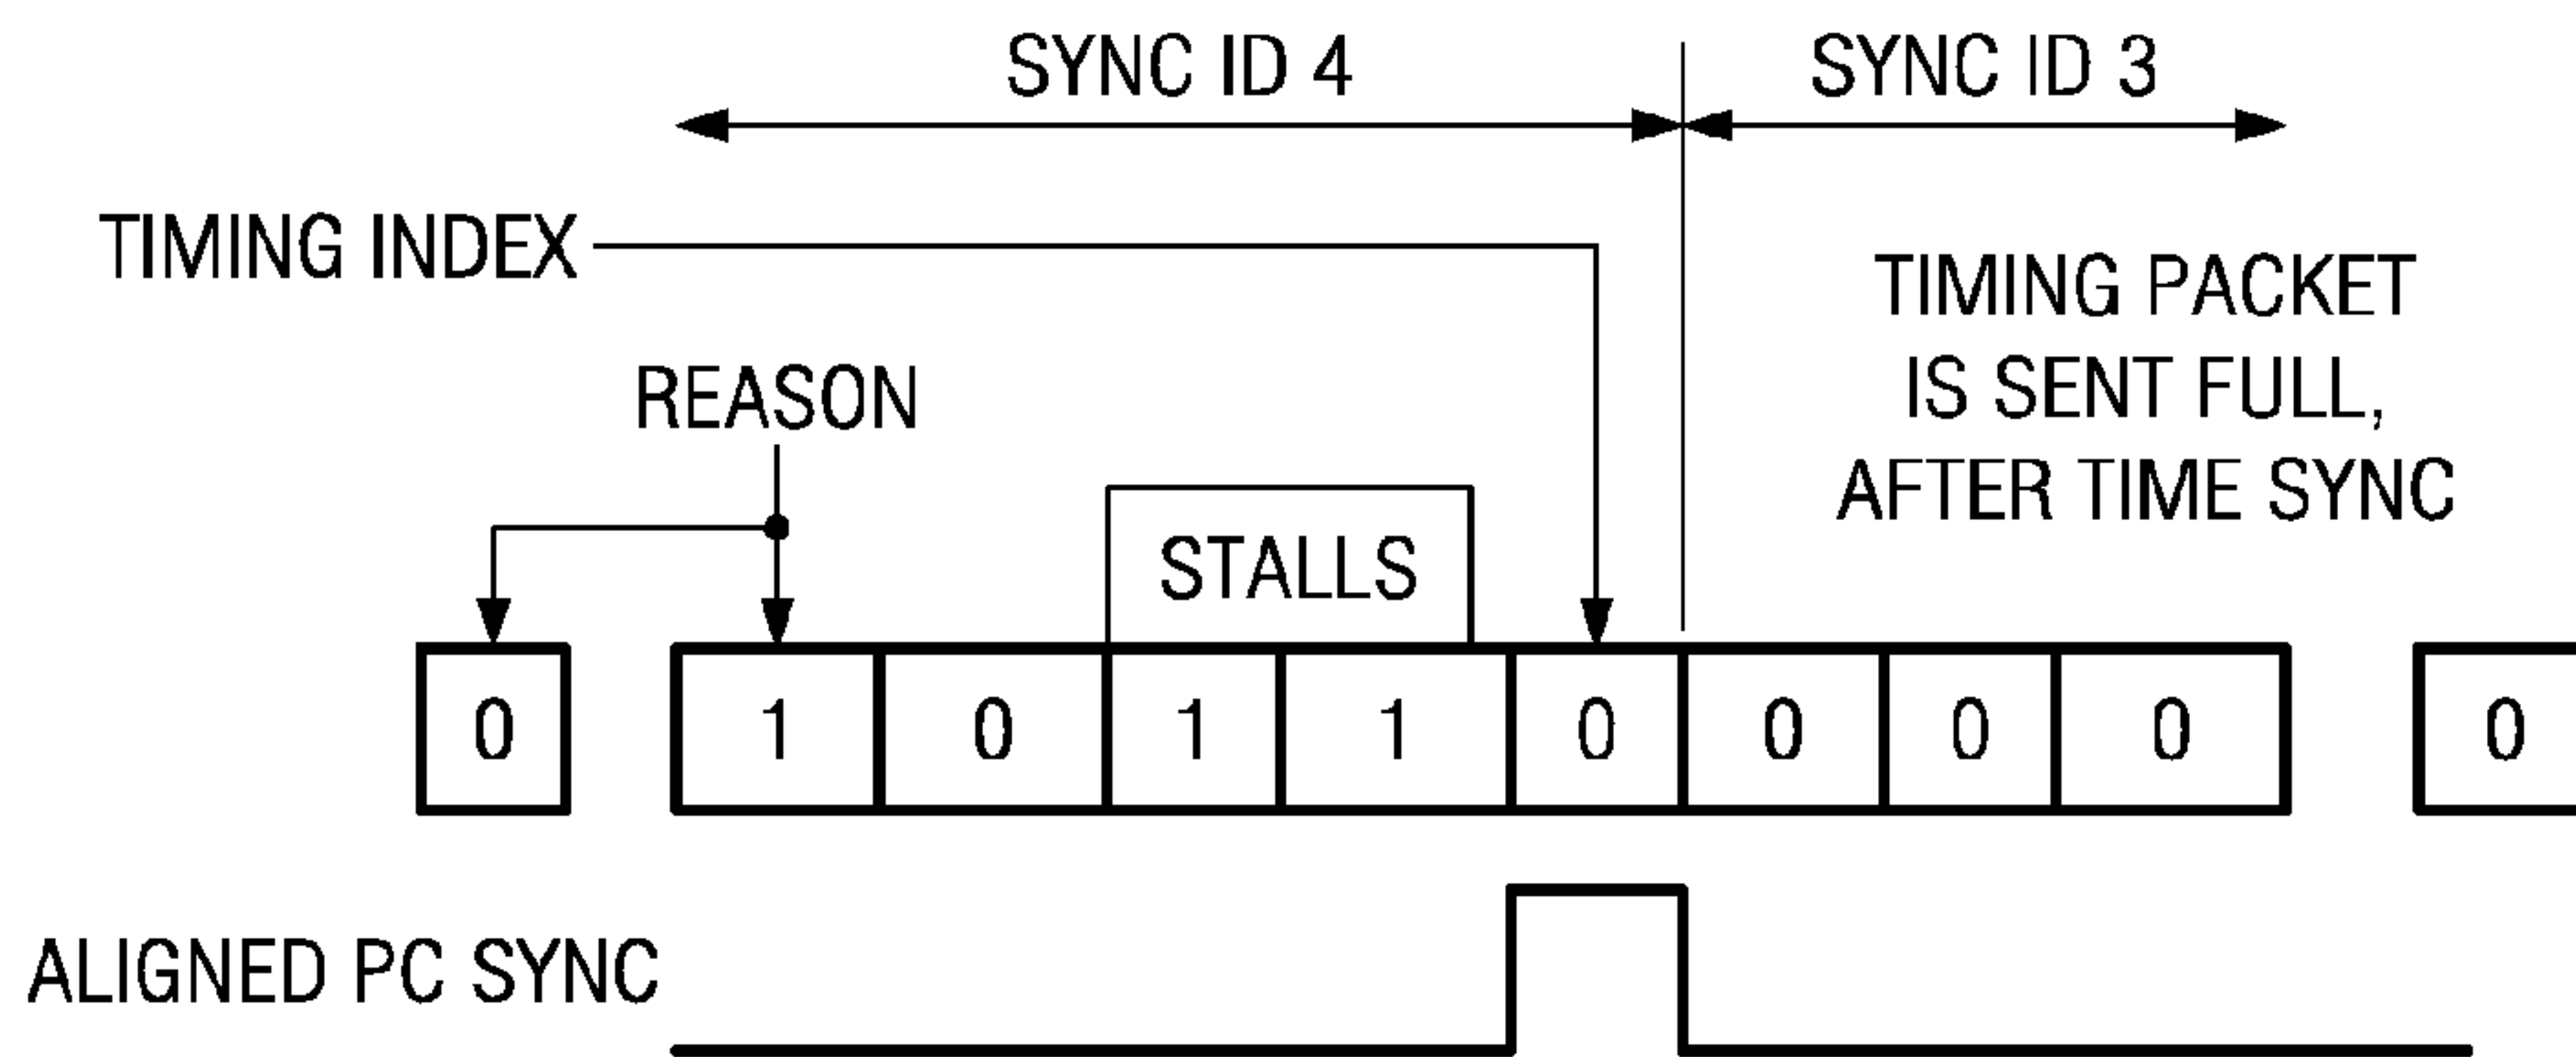 SYNC ID 4 SYNC ID 3
TIMING INDEX
TIMING PACKET
IS SENT FULL,
AFTER TIME SYNC
REASON
STALLS
0 1 0 1 1 0 0 0 0 0
ALIGNED PC SYNC